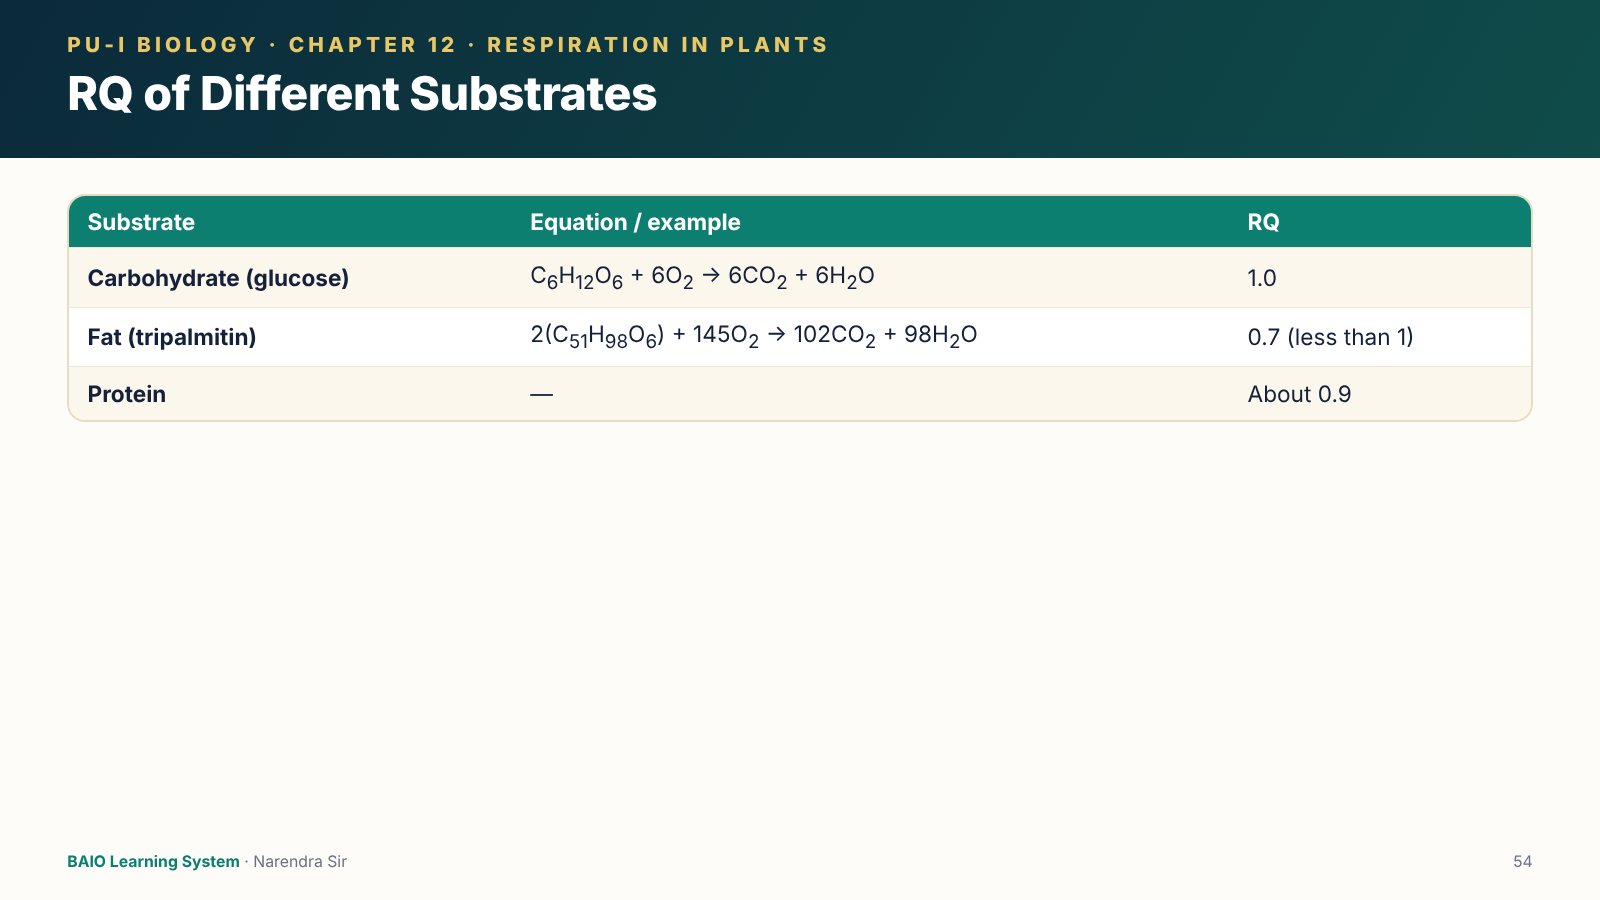 PU-I BIOLOGY · CHAPTER 12 · RESPIRATION IN PLANTS
RQ of Different Substrates
Substrate Equation / example RQ
Carbohydrate (glucose) C₆H₁₂O₆ + 6O₂ → 6CO₂ + 6H₂O 1.0
Fat (tripalmitin) 2(C₅₁H₉₈O₆) + 145O₂ → 102CO₂ + 98H₂O 0.7 (less than 1)
Protein — About 0.9
BAIO Learning System · Narendra Sir 54